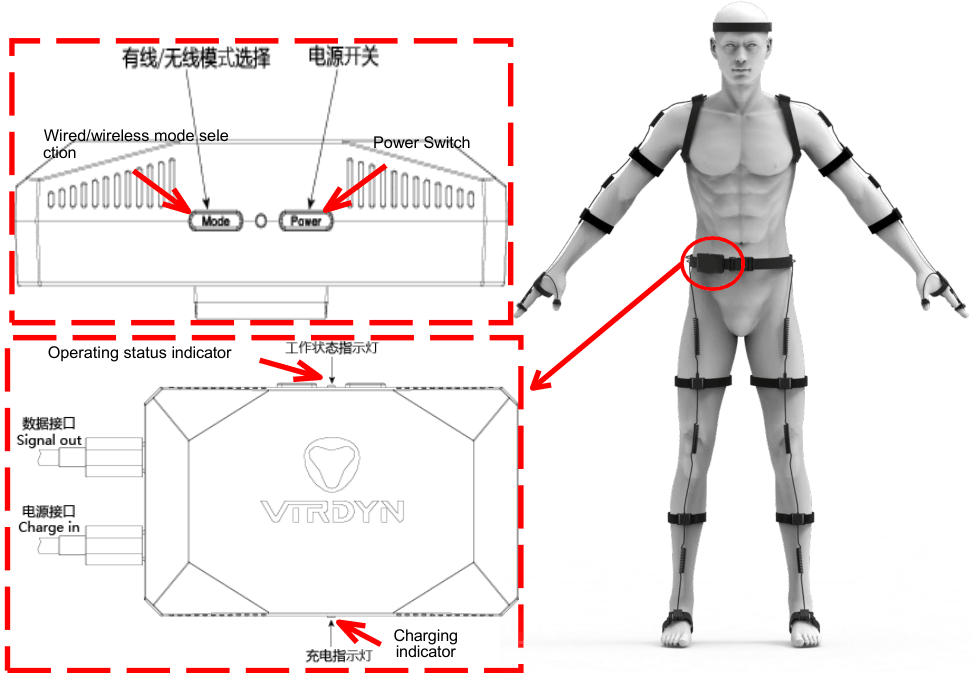 有线/无线模式选择
电源开关
Wired/wireless mode sele
ction
Power Switch
Mode
Power
Operating status indicator
工作状态指示灯
数据接口
Signal out
VIRDYN
电源接口
Charge in
Charging
indicator
充电指示灯